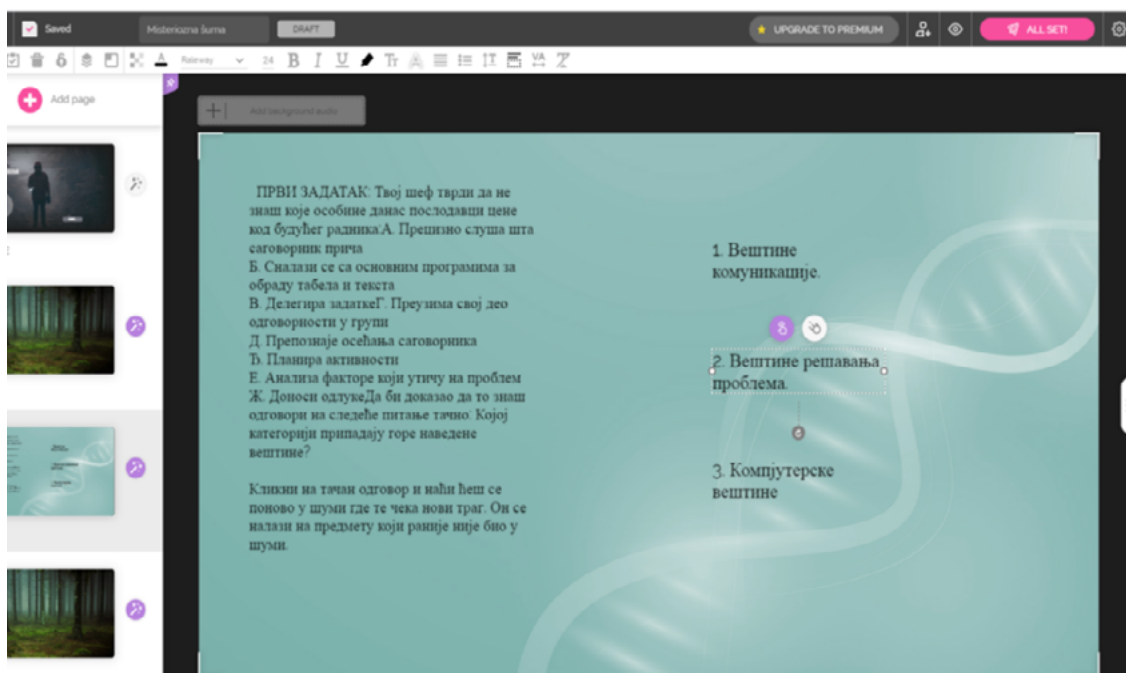 Saved
Misteriozna šuma
DRAFT
UPGRADE TO PREMIUM
ALL SET!
Raleway
24
B I U
Add page
Add background audio
ПРВИ ЗАДАТАК: Твој шеф тврди да не
знаш које особине данас послодавци цене
код будућег радника:А. Прецизно слуша шта
саговорник прича
Б. Сналази се са основним програмима за
обраду табела и текста
В. Делегира задаткеГ. Преузима свој део
одговорности у групи
Д. Препознаје осећања саговорника
Ђ. Планира активности
Е. Анализа факторе који утичу на проблем
Ж. Доноси одлукеДа би доказао да то знаш
одговори на следеће питање тачно: Којој
категорији припадају горе наведене
вештине?
Кликни на тачан одговор и наћи ћеш се
поново у шуми где те чека нови траг. Он се
налази на предмету који раније није био у
шуми.
1. Вештине
комуникације.
2. Вештине решавања
проблема.
3. Компјутерске
вештине